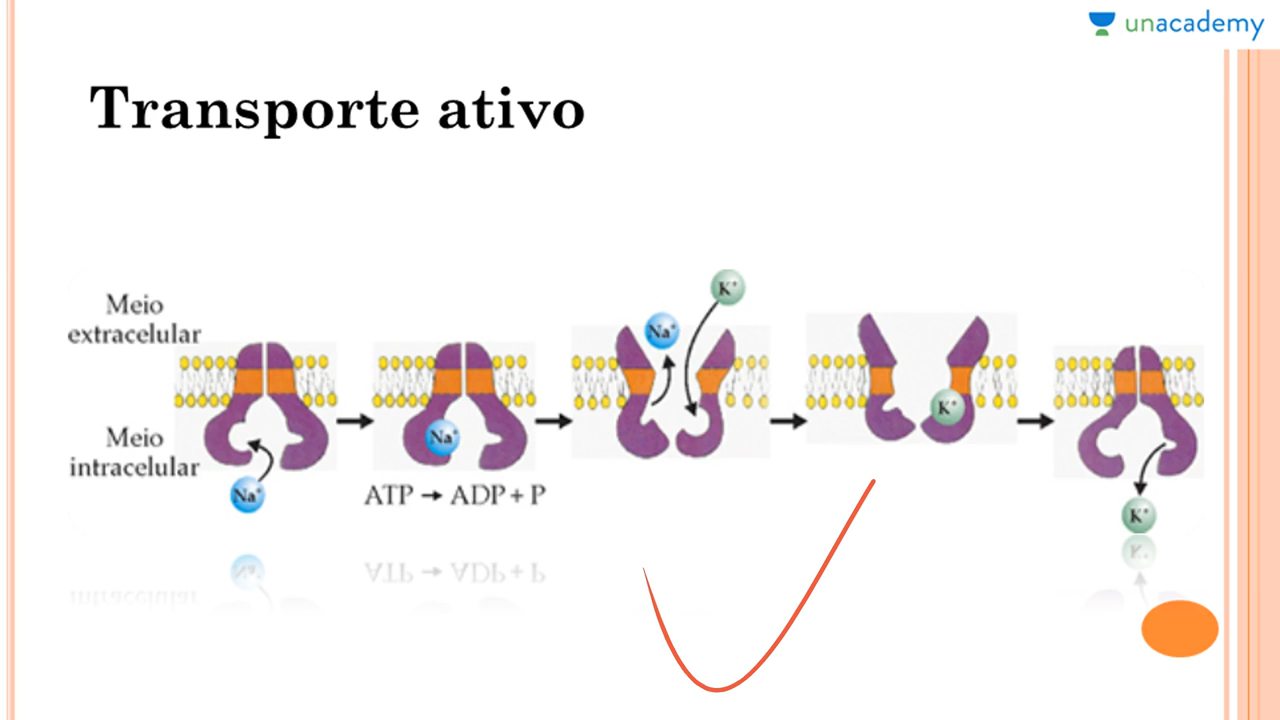 unacademy
Transporte ativo
Meio
extracelular
Meio
intracelular
Na⁺
Na⁺
ATP → ADP + P
Na⁺
K⁺
K⁺
K⁺